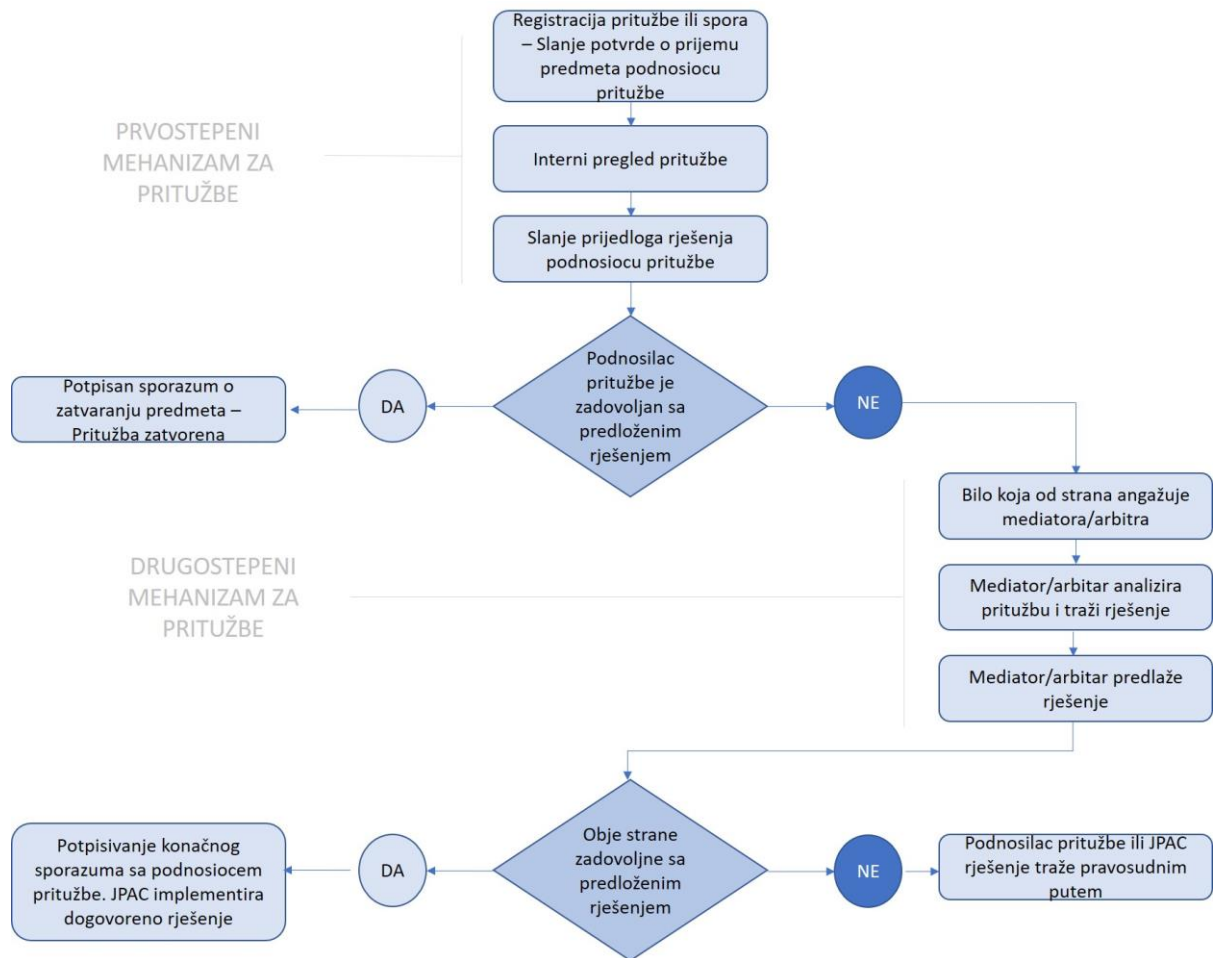 Registracija pritužbe ili spora
– Slanje potvrde o prijemu
predmeta podnosiocu
pritužbe
PRVOSTEPENI
MEHANIZAM ZA
PRITUŽBE
Interni pregled pritužbe
Slanje prijedloga rješenja
podnosiocu pritužbe
Potpisan sporazum o
zatvaranju predmeta –
Pritužba zatvorena
DA
Podnosilac
pritužbe je
zadovoljan sa
predloženim
rješenjem
NE
Bilo koja od strana angažuje
mediatora/arbitra
DRUGOSTEPENI
MEHANIZAM ZA
PRITUŽBE
Mediator/arbitar analizira
pritužbu i traži rješenje
Mediator/arbitar predlaže
rješenje
Potpisivanje konačnog
sporazuma sa podnosiocem
pritužbe. JPAC implementira
dogovoreno rješenje
DA
Obje strane
zadovoljne sa
predloženim
rješenjem
NE
Podnosilac pritužbe ili JPAC
rješenje traže pravosudnim
putem